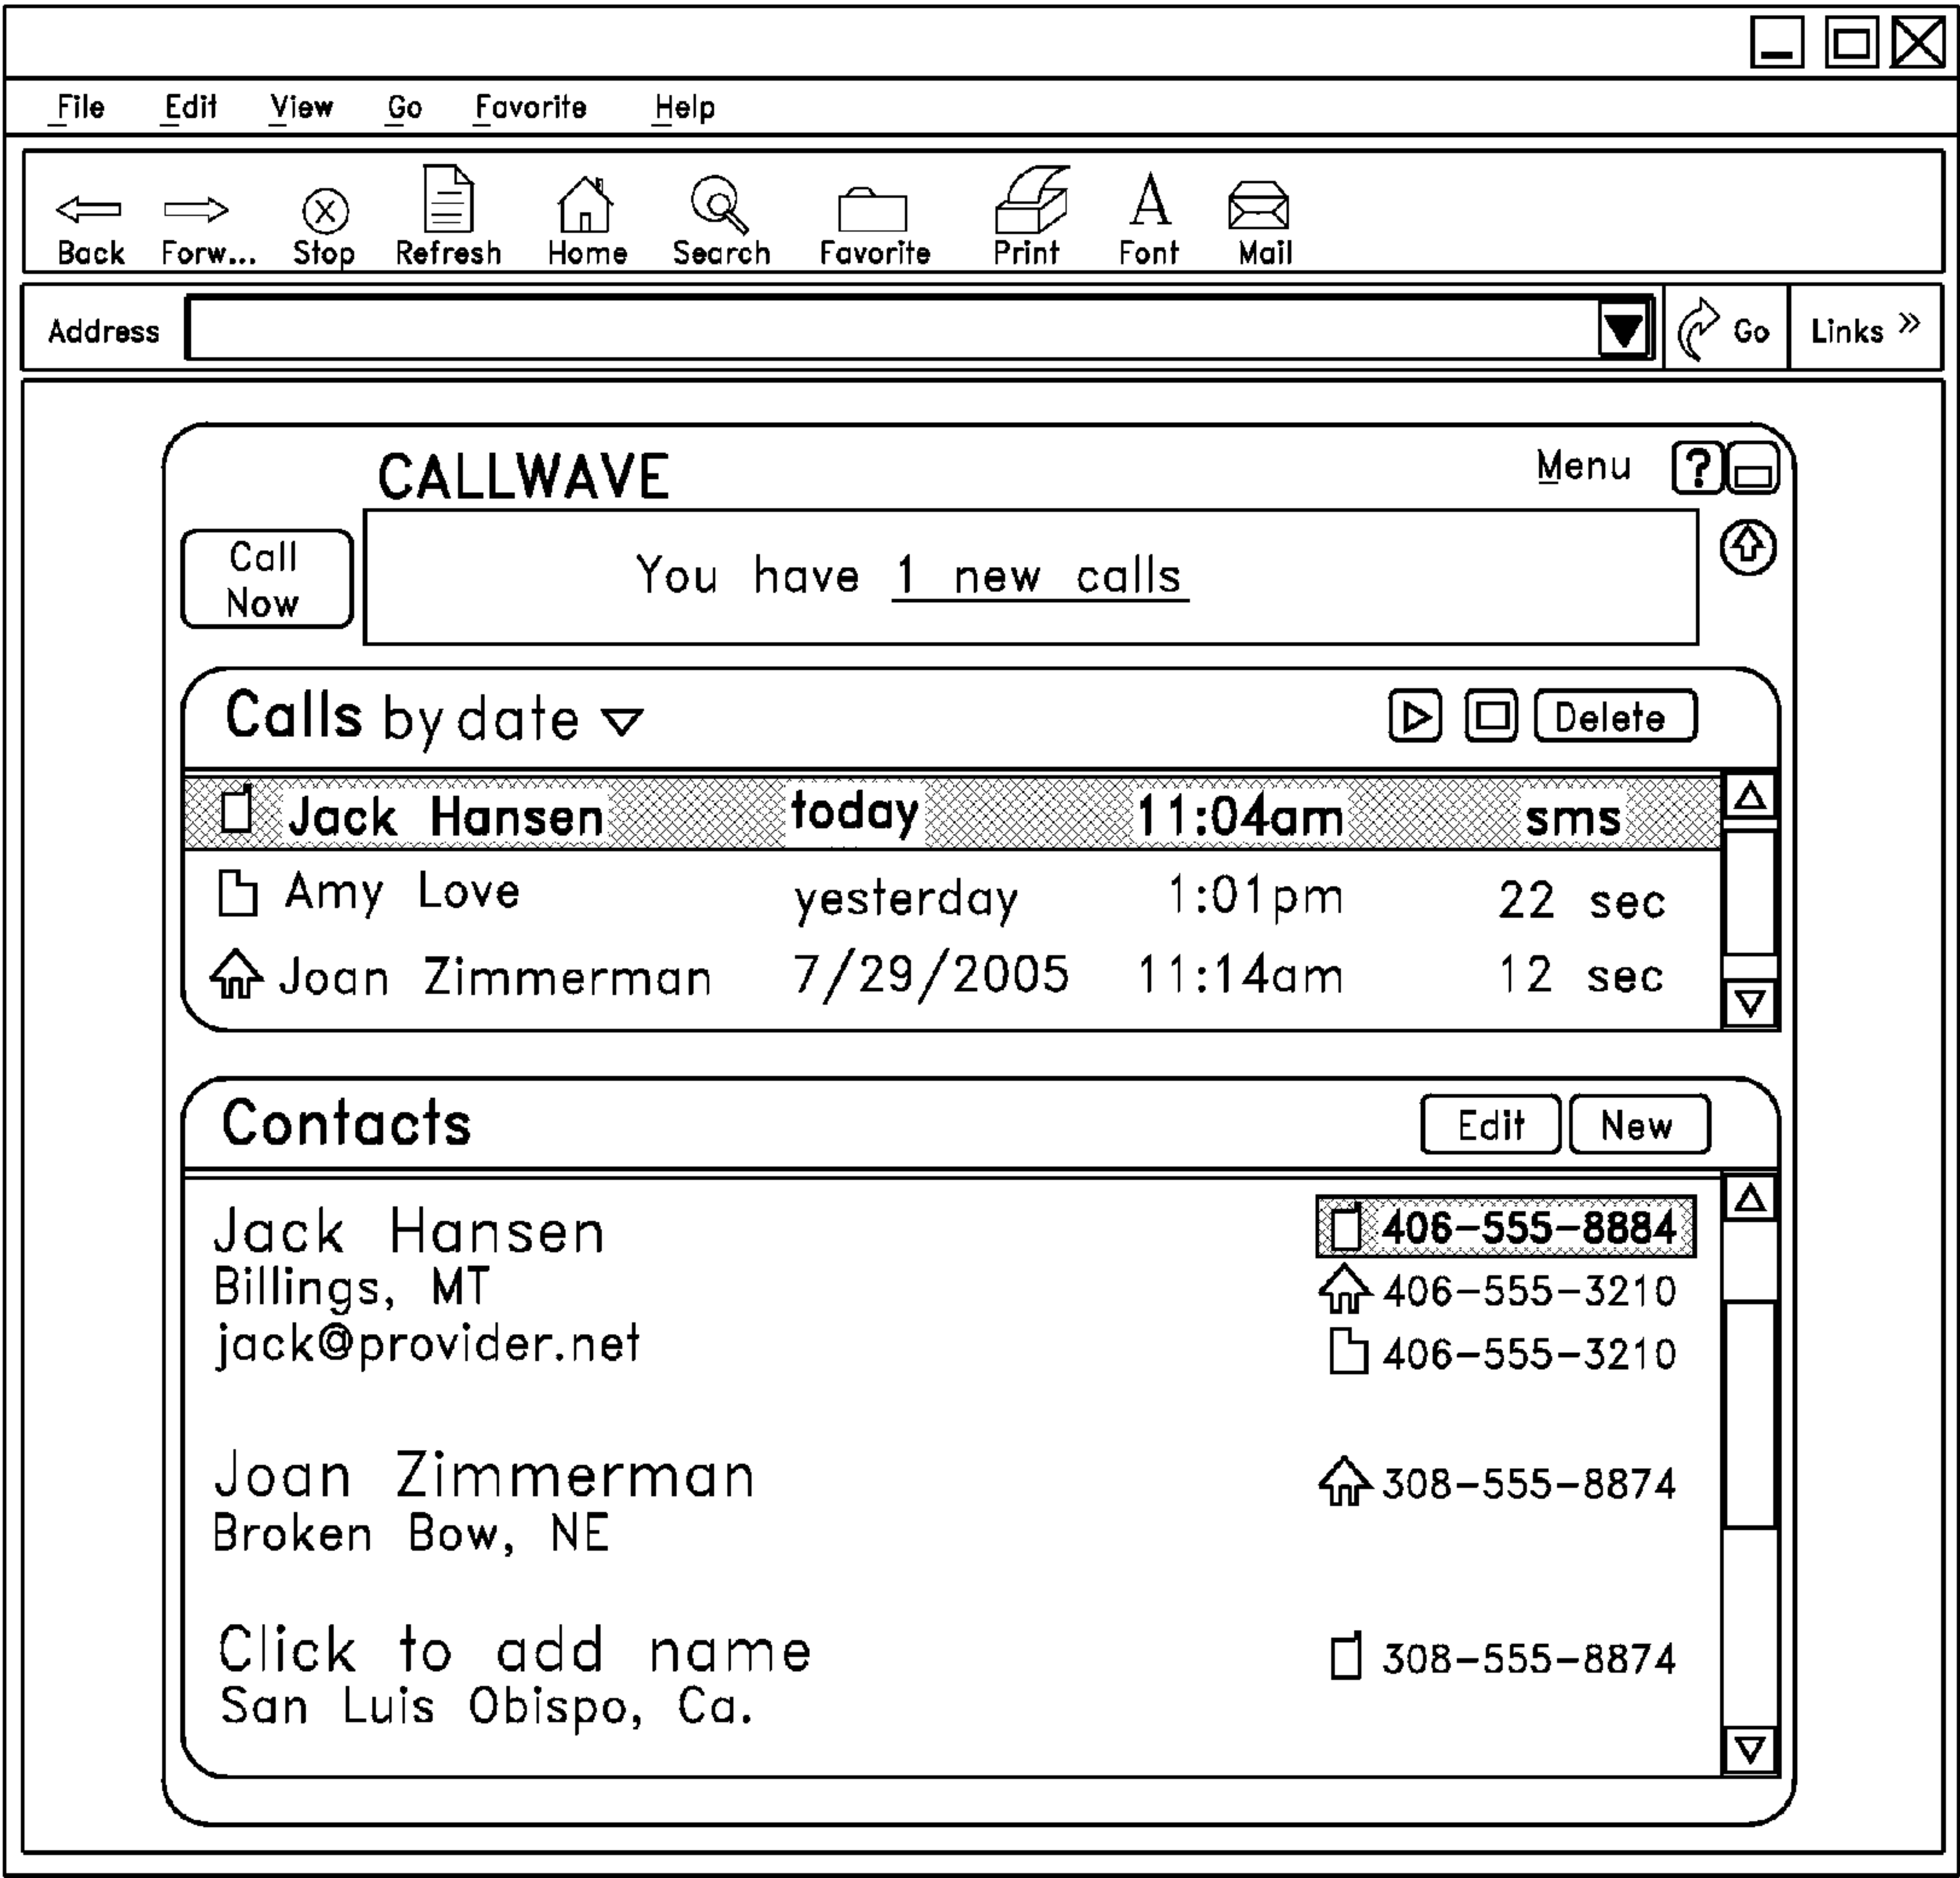 File Edit View Go Favorite Help
Back Forw... Stop Refresh Home Search Favorite Print Font Mail
Address Go Links »
CALLWAVE Menu ?
Call
Now
You have 1 new calls
Calls by date Delete
Jack Hansen today 11:04am sms
Amy Love yesterday 1:01pm 22 sec
Joan Zimmerman 7/29/2005 11:14am 12 sec
Contacts Edit New
Jack Hansen 406-555-8884
Billings, MT 406-555-3210
jack@provider.net 406-555-3210
Joan Zimmerman 308-555-8874
Broken Bow, NE
Click to add name 308-555-8874
San Luis Obispo, Ca.